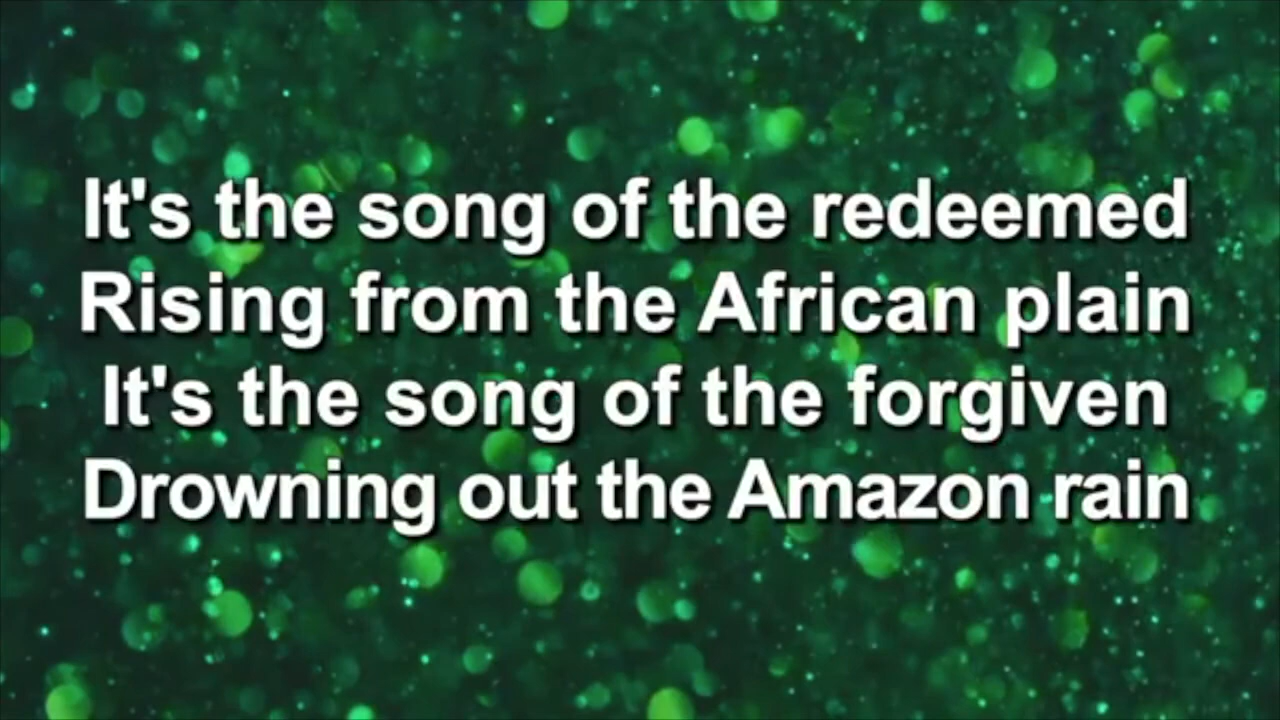 It's the song of the redeemed
Rising from the African plain
It's the song of the forgiven
Drowning out the Amazon rain